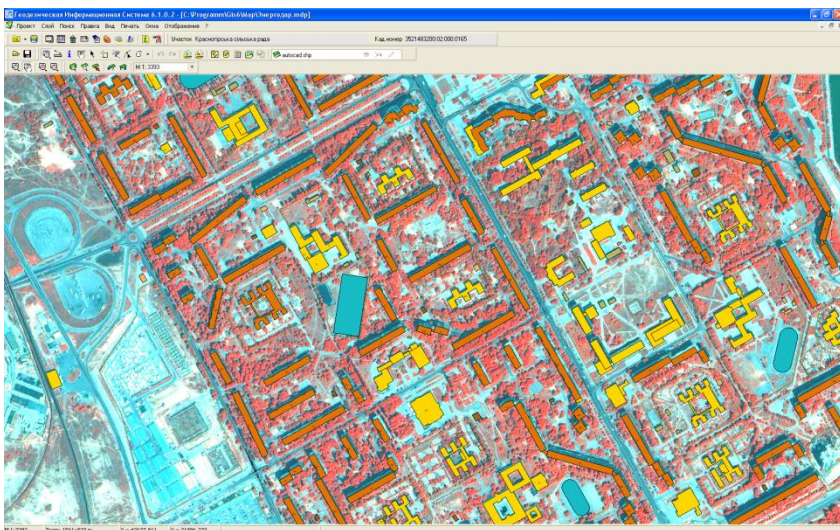 Геодезическая Информационная Система 6.1.0.2 - [C:\Programm\Gis6\Map\Энергодар.mdp]
Проект Слой Поиск Правка Вид Печать Окна Отображение ?
Участок Краснопірська сільська рада Кад.номер 3521483200:02:000:0165
autocad.shp
M 1: 3393